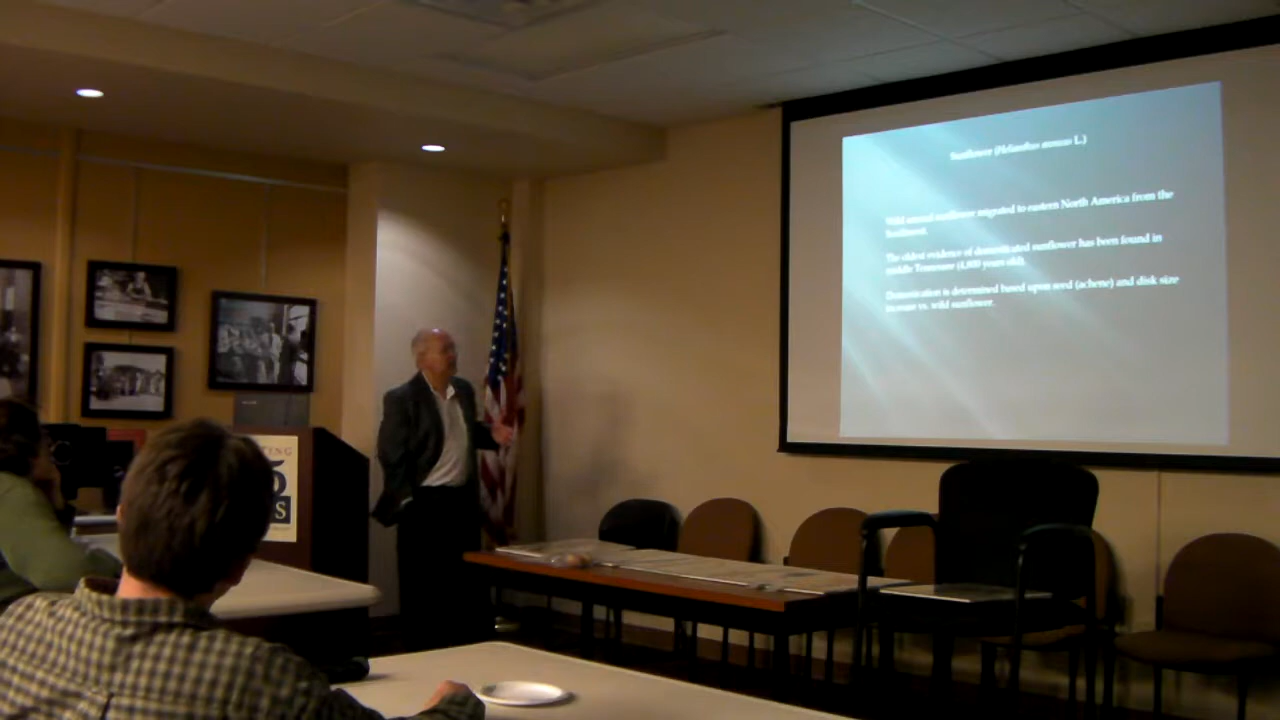 Sunflower (Helianthus annuus L.)
Wild annual sunflower migrated to eastern North America from the
Southwest.
The oldest evidence of domesticated sunflower has been found in
middle Tennessee (4,800 years old).
Domestication is determined based upon seed (achene) and disk size
increase vs. wild sunflower.
TING
S